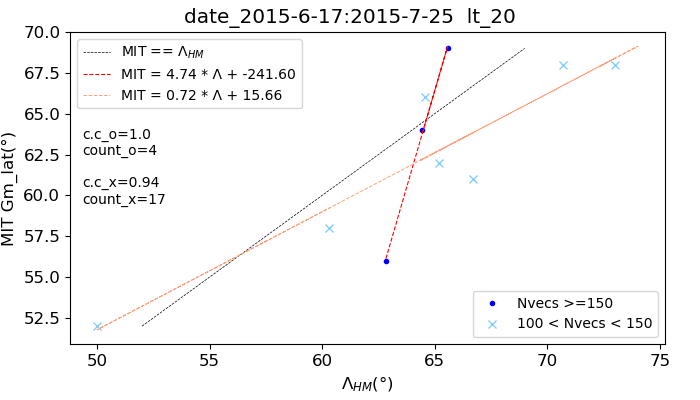 date_2015-6-17:2015-7-25  lt_20
MIT == Λ_HM
MIT = 4.74 * Λ + -241.60
MIT = 0.72 * Λ + 15.66
c.c_o=1.0
count_o=4
c.c_x=0.94
count_x=17
Nvecs >=150
100 < Nvecs < 150
MIT Gm_lat(°)
70.0
67.5
65.0
62.5
60.0
57.5
55.0
52.5
50
55
60
65
70
75
Λ_HM(°)